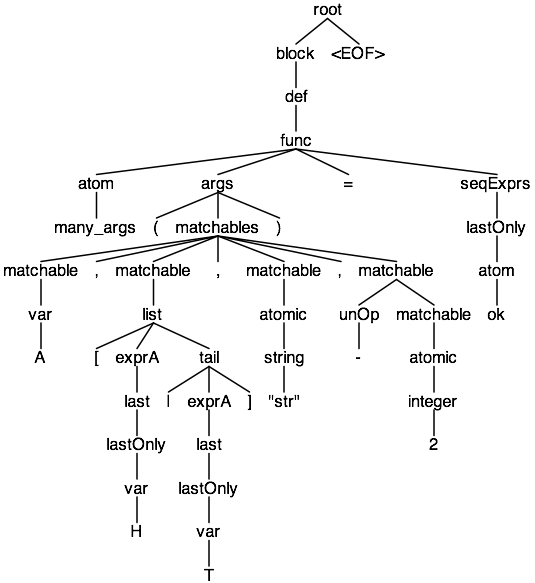 root
block <EOF>
def
func
atom args = seqExprs
many_args ( matchables ) lastOnly
matchable , matchable , matchable , matchable atom
var list atomic unOp matchable ok
A [ exprA tail string - atomic
last | exprA ] "str" integer
lastOnly last 2
var lastOnly
H var
T